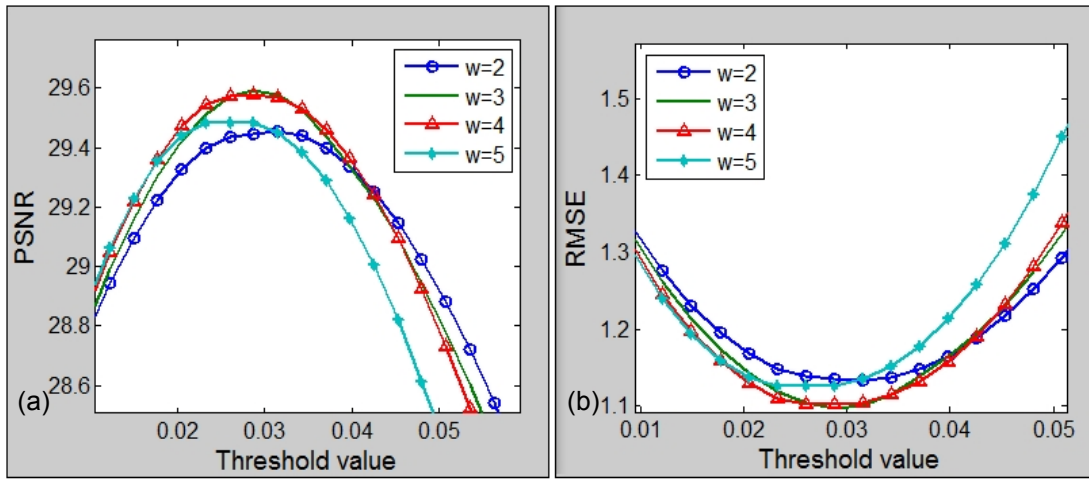 (a)
PSNR
29.6
29.4
29.2
29
28.8
28.6
0.02 0.03 0.04 0.05
Threshold value
w=2
w=3
w=4
w=5
(b)
RMSE
1.5
1.4
1.3
1.2
1.1
0.01 0.02 0.03 0.04 0.05
Threshold value
w=2
w=3
w=4
w=5